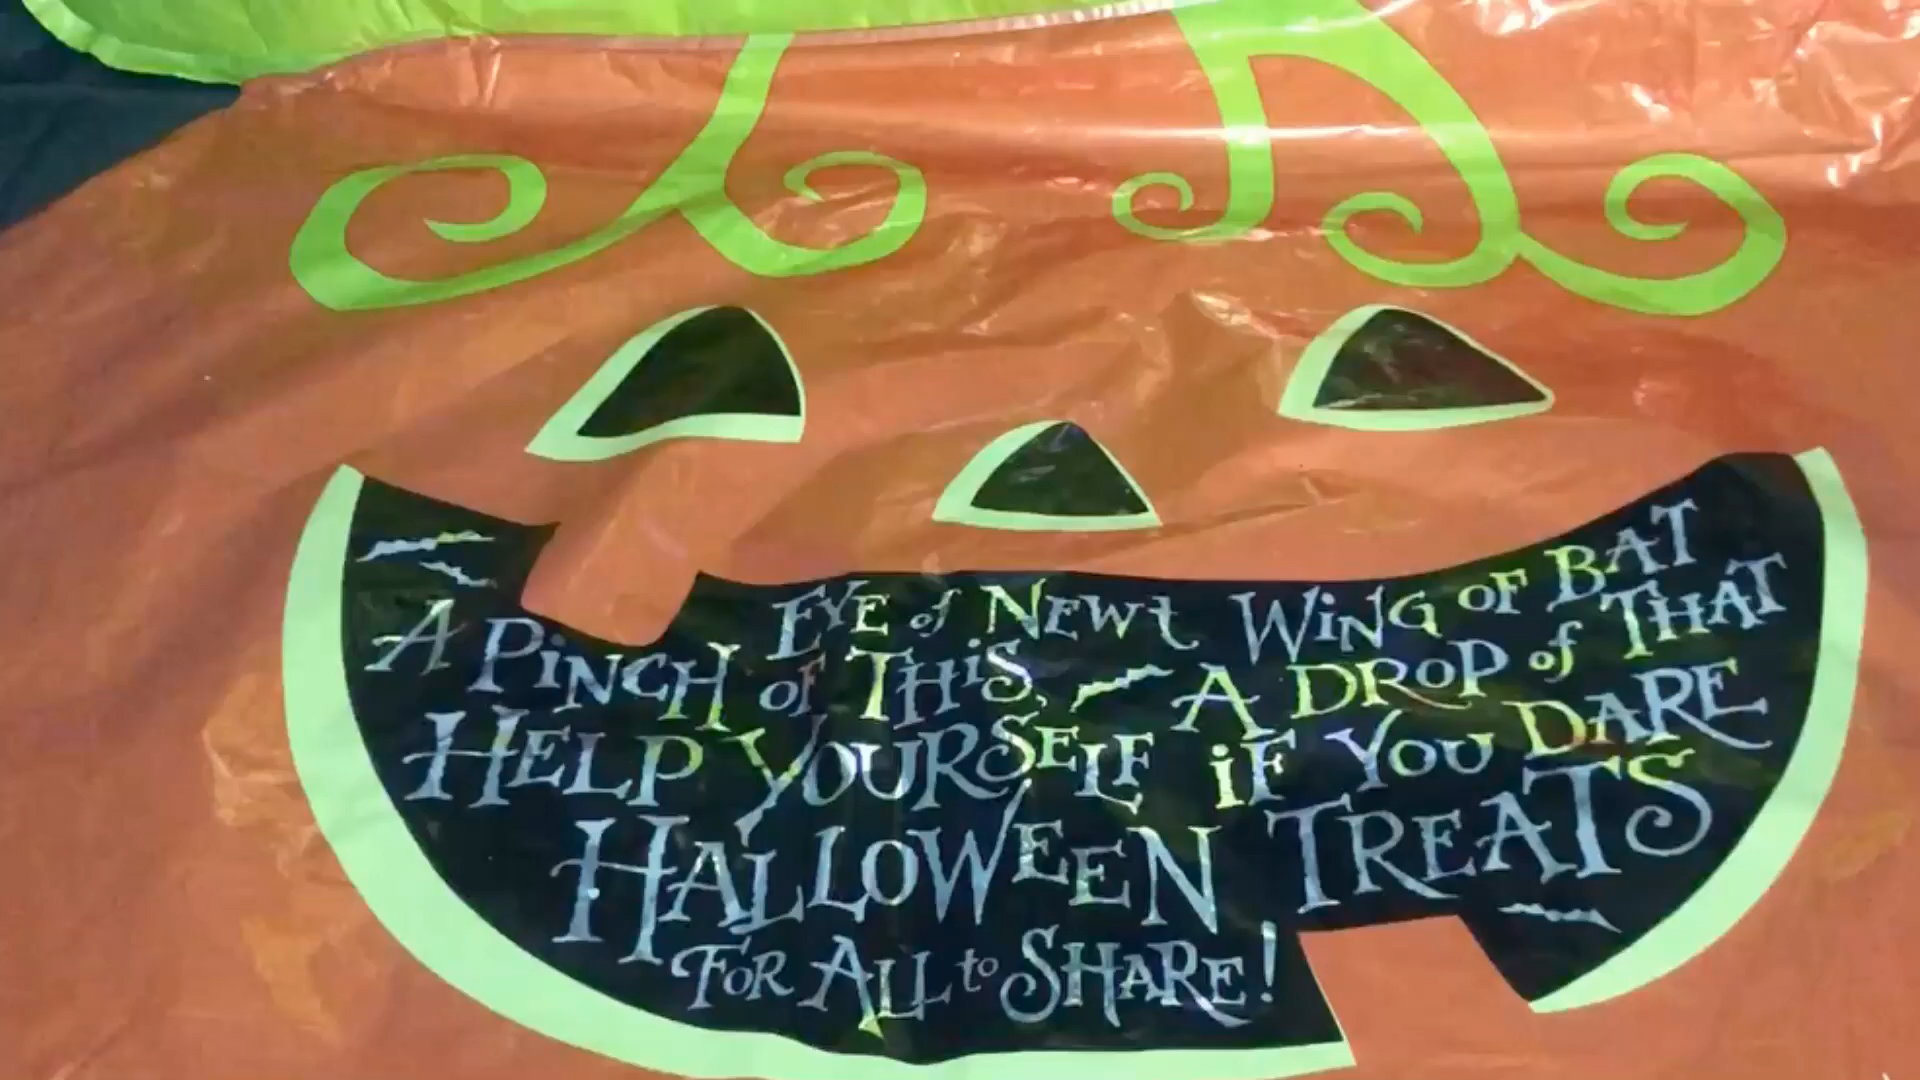 EYE of NEWt WiNG OF BAT
A PiNCH OF THiS, A DROP of THAT
HELP YOURSELF iF YOU DARE
HALLOWEEN TREATS
FOR ALL to SHARE!